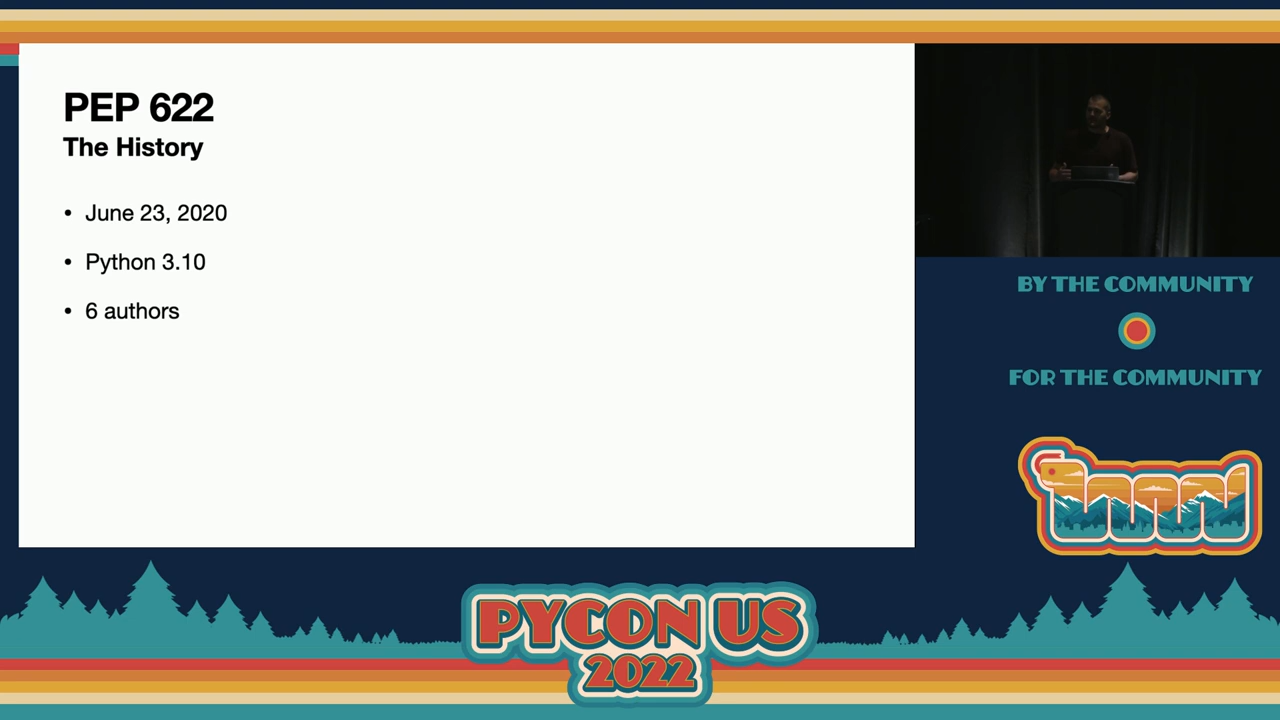 PEP 622
The History
• June 23, 2020
• Python 3.10
• 6 authors
BY THE COMMUNITY
FOR THE COMMUNITY
PYCON US
2022